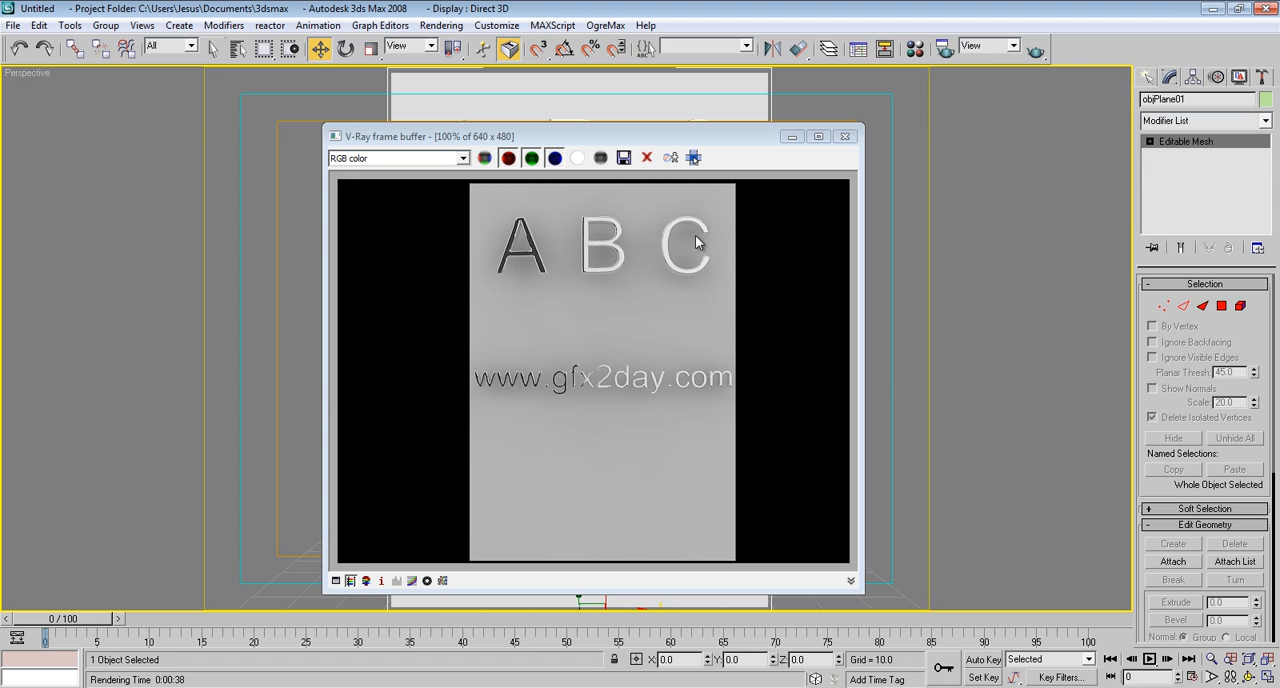 Untitled - Project Folder: C:\Users\Jesus\Documents\3dsmax - Autodesk 3ds Max 2008 - Display : Direct 3D
File Edit Tools Group Views Create Modifiers reactor Animation Graph Editors Rendering Customize MAXScript OgreMax Help
All View View
Perspective
objPlane01
Modifier List
Editable Mesh
V-Ray frame buffer - [100% of 640 x 480]
RGB color
A B C
www.gfx2day.com
- Selection
By Vertex
Ignore Backfacing
Ignore Visible Edges
Planar Thresh: 45.0
Show Normals
Scale: 20.0
Delete Isolated Vertices
Hide Unhide All
Named Selections:
Copy Paste
Whole Object Selected
+ Soft Selection
- Edit Geometry
Create Delete
Attach Attach List
Break Turn
Extrude 0.0
Bevel 0.0
Normal: Group Local
< 0 / 100 >
0 5 10 15 20 25 30 35 40 45 50 55 60 65 70 75 80 85 90 95 100
1 Object Selected X: 0.0 Y: 0.0 Z: 0.0 Grid = 10.0 Auto Key Selected
Rendering Time 0:00:38 Add Time Tag Set Key Key Filters... 0